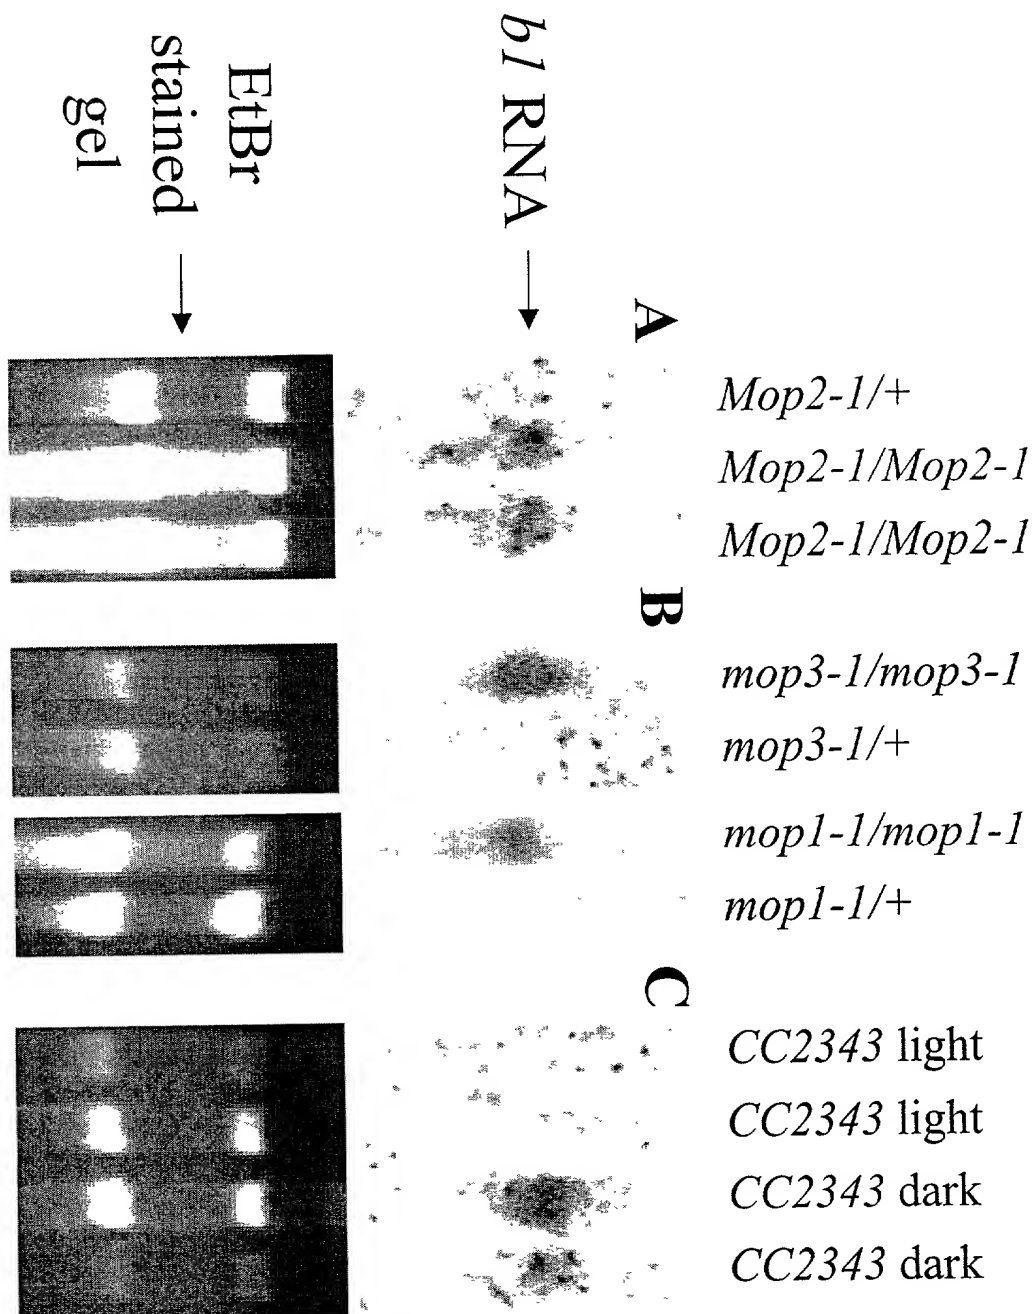 b1 RNA
EtBr
stained
gel
A
Mop2-1/+
Mop2-1/Mop2-1
Mop2-1/Mop2-1
B
mop3-1/mop3-1
mop3-1/+
mop1-1/mop1-1
mop1-1/+
C
CC2343 light
CC2343 light
CC2343 dark
CC2343 dark